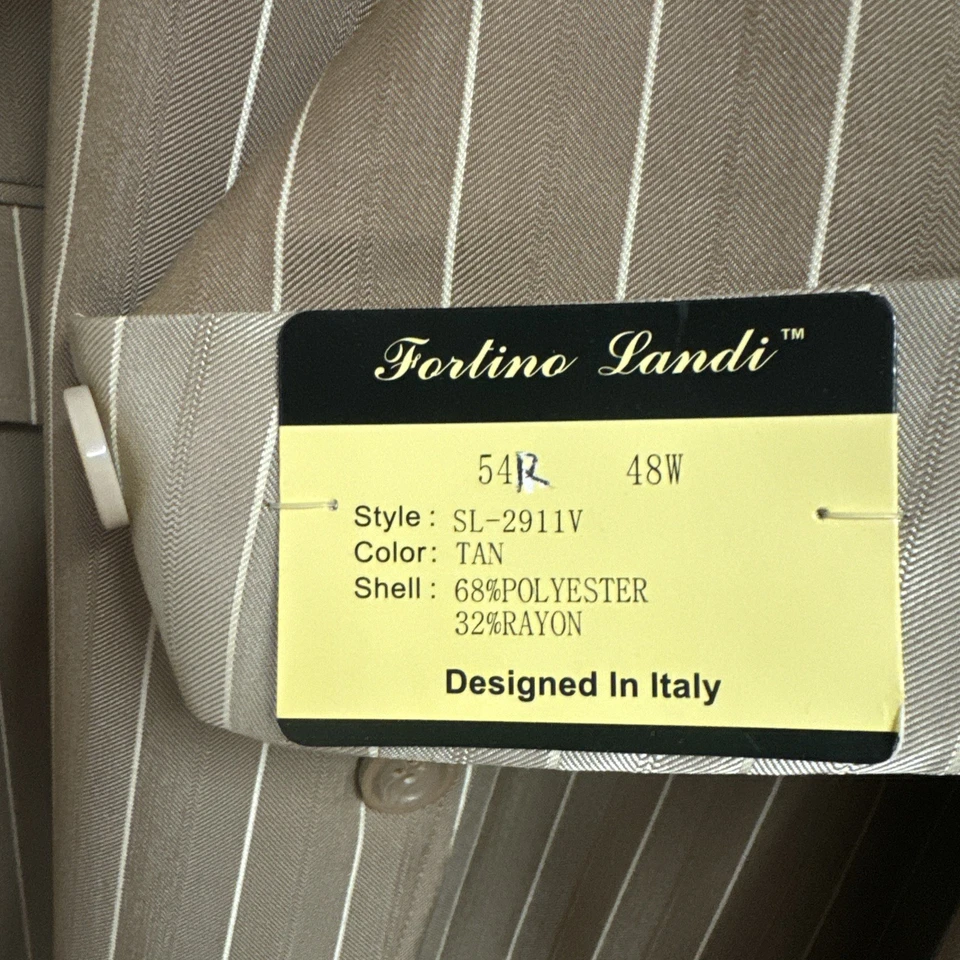 Fortino Landi™
54R 48W
Style: SL-2911V
Color: TAN
Shell: 68%POLYESTER
32%RAYON
Designed In Italy